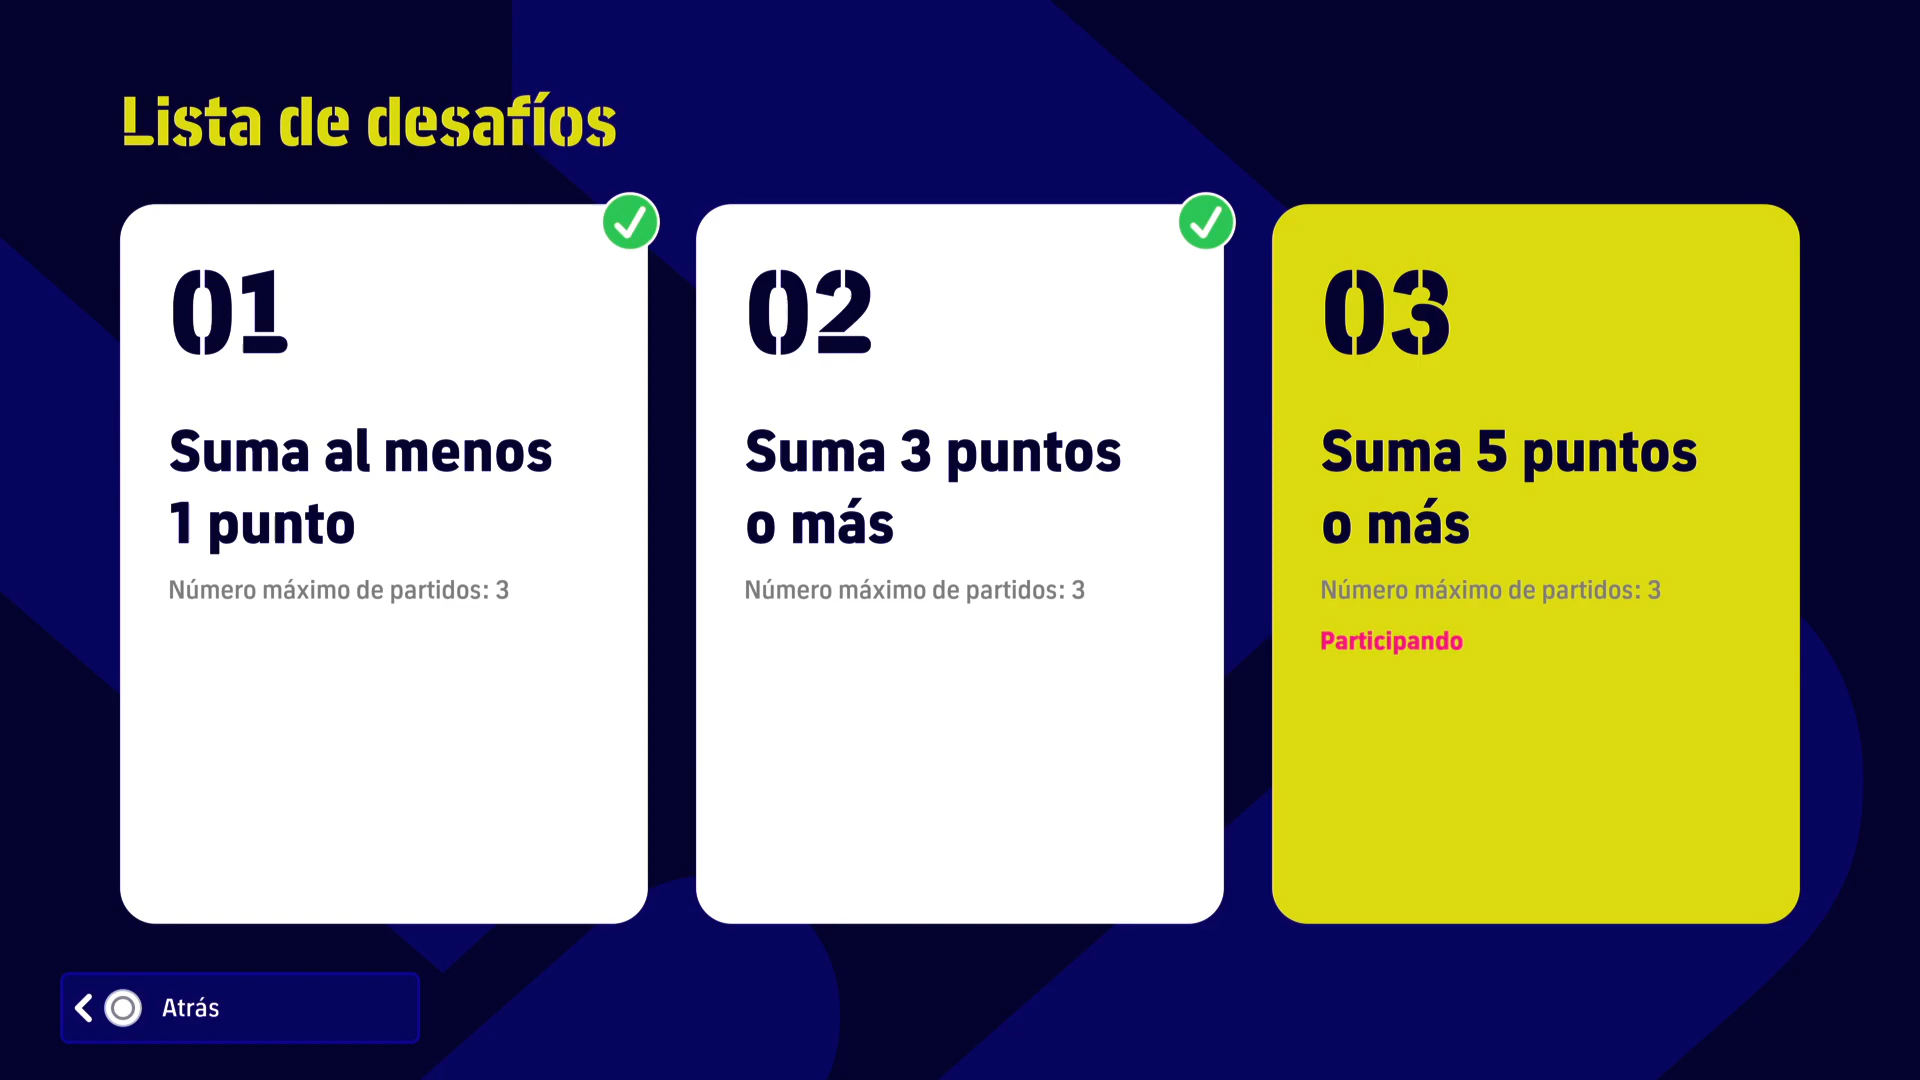 Lista de desafíos
01
Suma al menos
1 punto
Número máximo de partidos: 3
02
Suma 3 puntos
o más
Número máximo de partidos: 3
03
Suma 5 puntos
o más
Número máximo de partidos: 3
Participando
Atrás